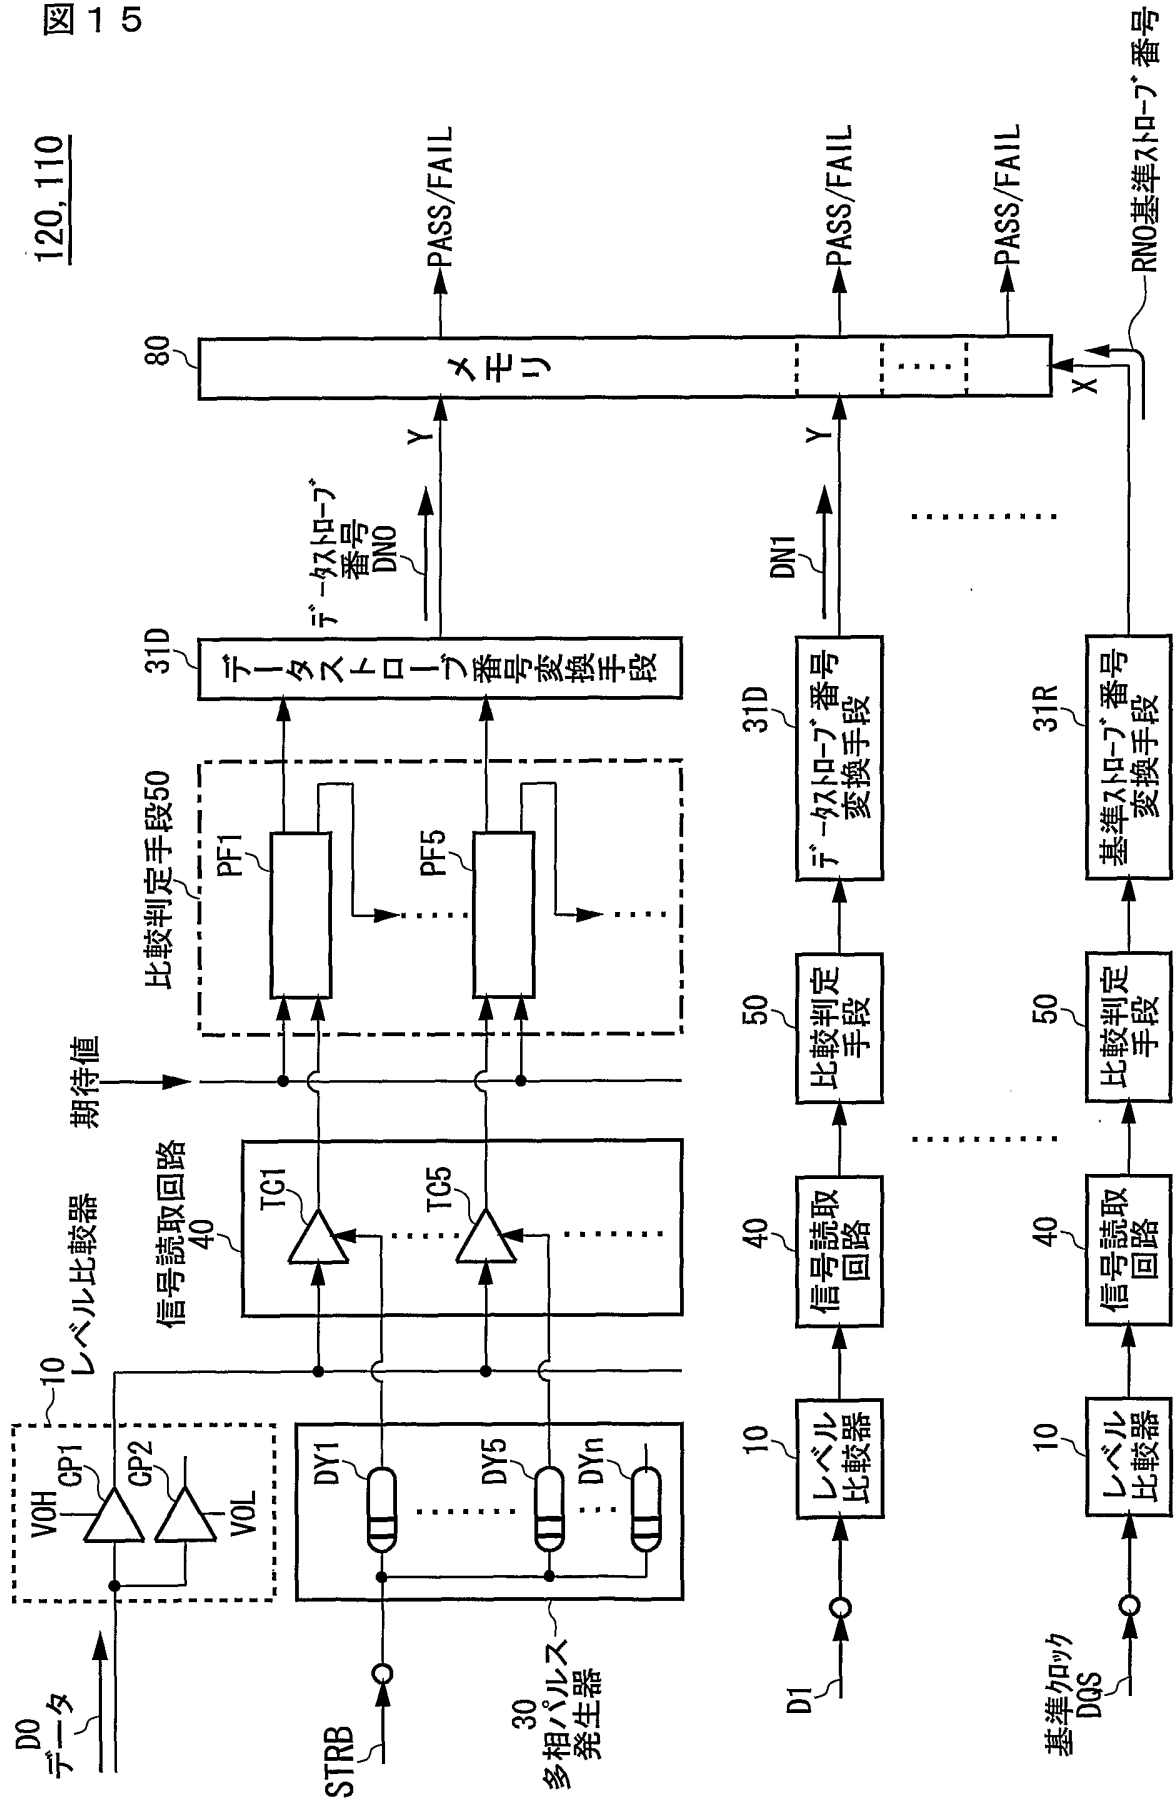 図１５
120, 110
D0
データ
10
レベル比較器
VOH
CP1
CP2
VOL
信号読取回路
40
TC1
TC5
期待値
比較判定手段50
PF1
PF5
31D
データストローブ番号変換手段
データストローブ
番号
DN0
Y
80
メモリ
PASS/FAIL
STRB
30
多相パルス
発生器
DY1
DY5
DYn
D1
10
レベル
比較器
40
信号読取
回路
50
比較判定
手段
31D
データストローブ番号
変換手段
DN1
Y
PASS/FAIL
PASS/FAIL
基準クロック
DQS
10
レベル
比較器
40
信号読取
回路
50
比較判定
手段
31R
基準ストローブ番号
変換手段
X
RNO基準ストローブ番号